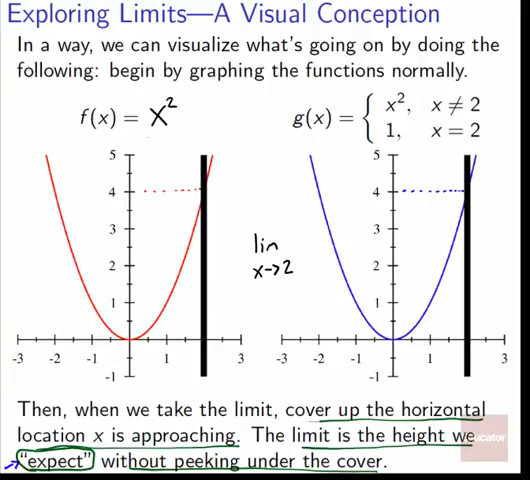 Exploring Limits—A Visual Conception
In a way, we can visualize what's going on by doing the
following: begin by graphing the functions normally.
f(x) = x²
g(x) = { x², x ≠ 2
1, x = 2
5
4
3
2
1
-1
-3 -2 -1 1 3
5
4
3
2
1
-1
-3 -2 -1 1 3
lim
x→2
Then, when we take the limit, cover up the horizontal
location x is approaching. The limit is the height we
"expect" without peeking under the cover.
ucator